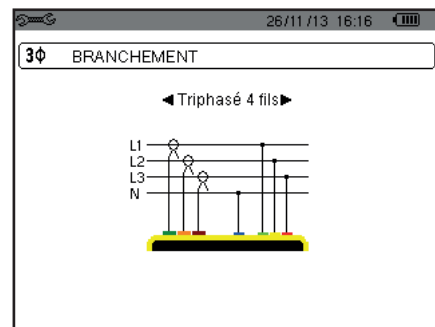 26/11/13 16:16
3Φ BRANCHEMENT
◄Triphasé 4 fils►
L1
L2
L3
N